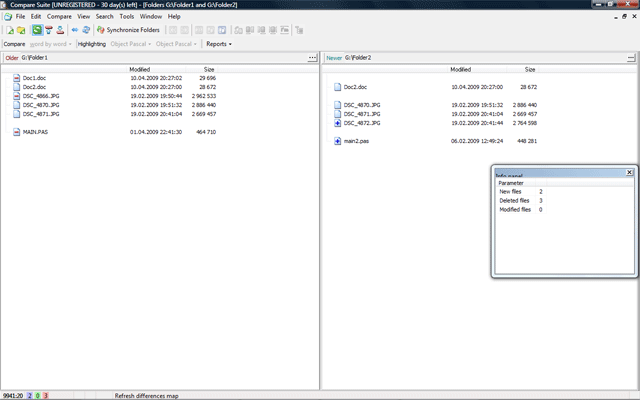 Compare Suite [UNREGISTERED - 30 day(s) left] - [Folders G:\Folder1 and G:\Folder2]
File Compare View Search Tools Window Help
Synchronize Folders
Compare Word by word Highlighting Object Pascal Object Pascal Reports
Older G:\Folder1 ...
Newer G:\Folder2 ...
Modified Size
Doc1.doc 10.04.2009 20:27:02 29 696
Doc2.doc 10.04.2009 20:27:00 28 672
DSC_4866.JPG 19.02.2009 19:50:44 2 962 533
DSC_4870.JPG 19.02.2009 19:51:32 2 886 440
DSC_4871.JPG 19.02.2009 20:41:04 2 669 457
MAIN.PAS 01.04.2009 22:41:30 464 710
Modified Size
Doc2.doc 10.04.2009 20:27:00 28 672
DSC_4870.JPG 19.02.2009 19:51:32 2 886 440
DSC_4871.JPG 19.02.2009 20:41:04 2 669 457
DSC_4872.JPG 19.02.2009 20:41:44 2 764 598
main2.pas 06.02.2009 12:49:24 448 281
Info panel
Parameter
New files 2
Deleted files 3
Modified files 0
9941:20 2 0 3 Refresh differences map